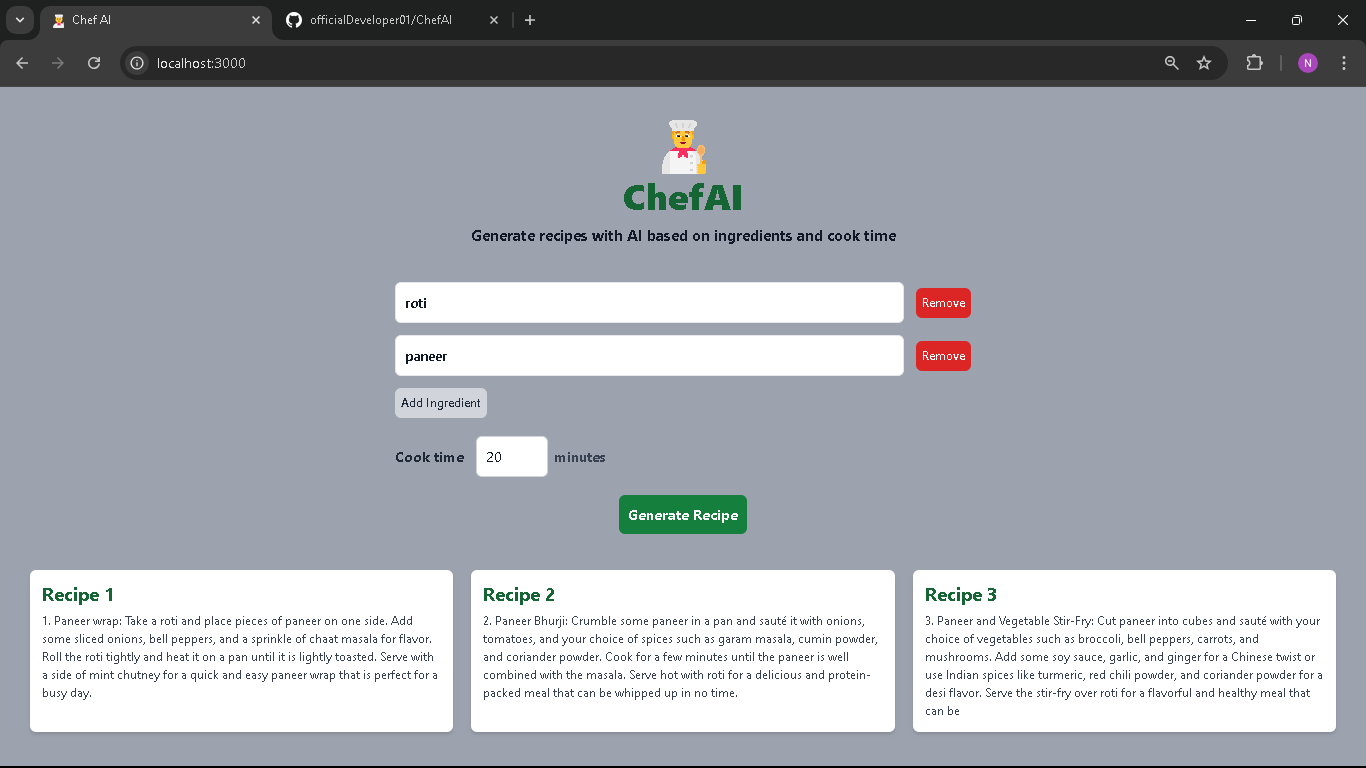 Chef AI
officialDeveloper01/ChefAI
localhost:3000
N
ChefAI
Generate recipes with AI based on ingredients and cook time
roti
Remove
paneer
Remove
Add Ingredient
Cook time 20 minutes
Generate Recipe
Recipe 1
1. Paneer wrap: Take a roti and place pieces of paneer on one side. Add
some sliced onions, bell peppers, and a sprinkle of chaat masala for flavor.
Roll the roti tightly and heat it on a pan until it is lightly toasted. Serve with
a side of mint chutney for a quick and easy paneer wrap that is perfect for a
busy day.
Recipe 2
2. Paneer Bhurji: Crumble some paneer in a pan and sauté it with onions,
tomatoes, and your choice of spices such as garam masala, cumin powder,
and coriander powder. Cook for a few minutes until the paneer is well
combined with the masala. Serve hot with roti for a delicious and protein-
packed meal that can be whipped up in no time.
Recipe 3
3. Paneer and Vegetable Stir-Fry: Cut paneer into cubes and sauté with your
choice of vegetables such as broccoli, bell peppers, carrots, and
mushrooms. Add some soy sauce, garlic, and ginger for a Chinese twist or
use Indian spices like turmeric, red chili powder, and coriander powder for a
desi flavor. Serve the stir-fry over roti for a flavorful and healthy meal that
can be